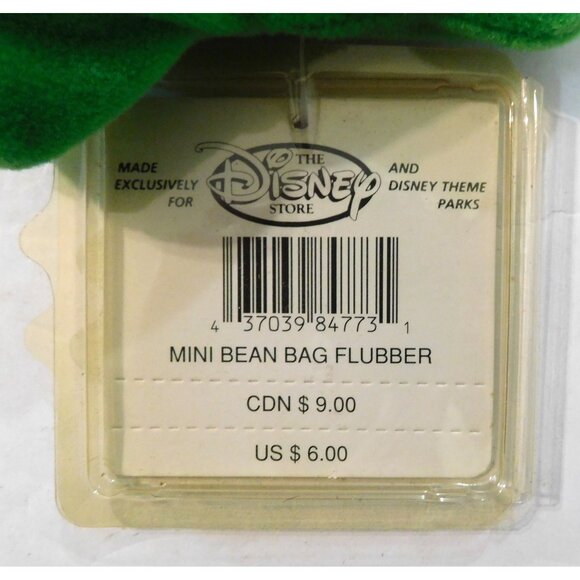 MADE
EXCLUSIVELY
FOR
THE
Disney
STORE
AND
DISNEY THEME
PARKS
4 37039 84773 1
MINI BEAN BAG FLUBBER
CDN $ 9.00
US $ 6.00